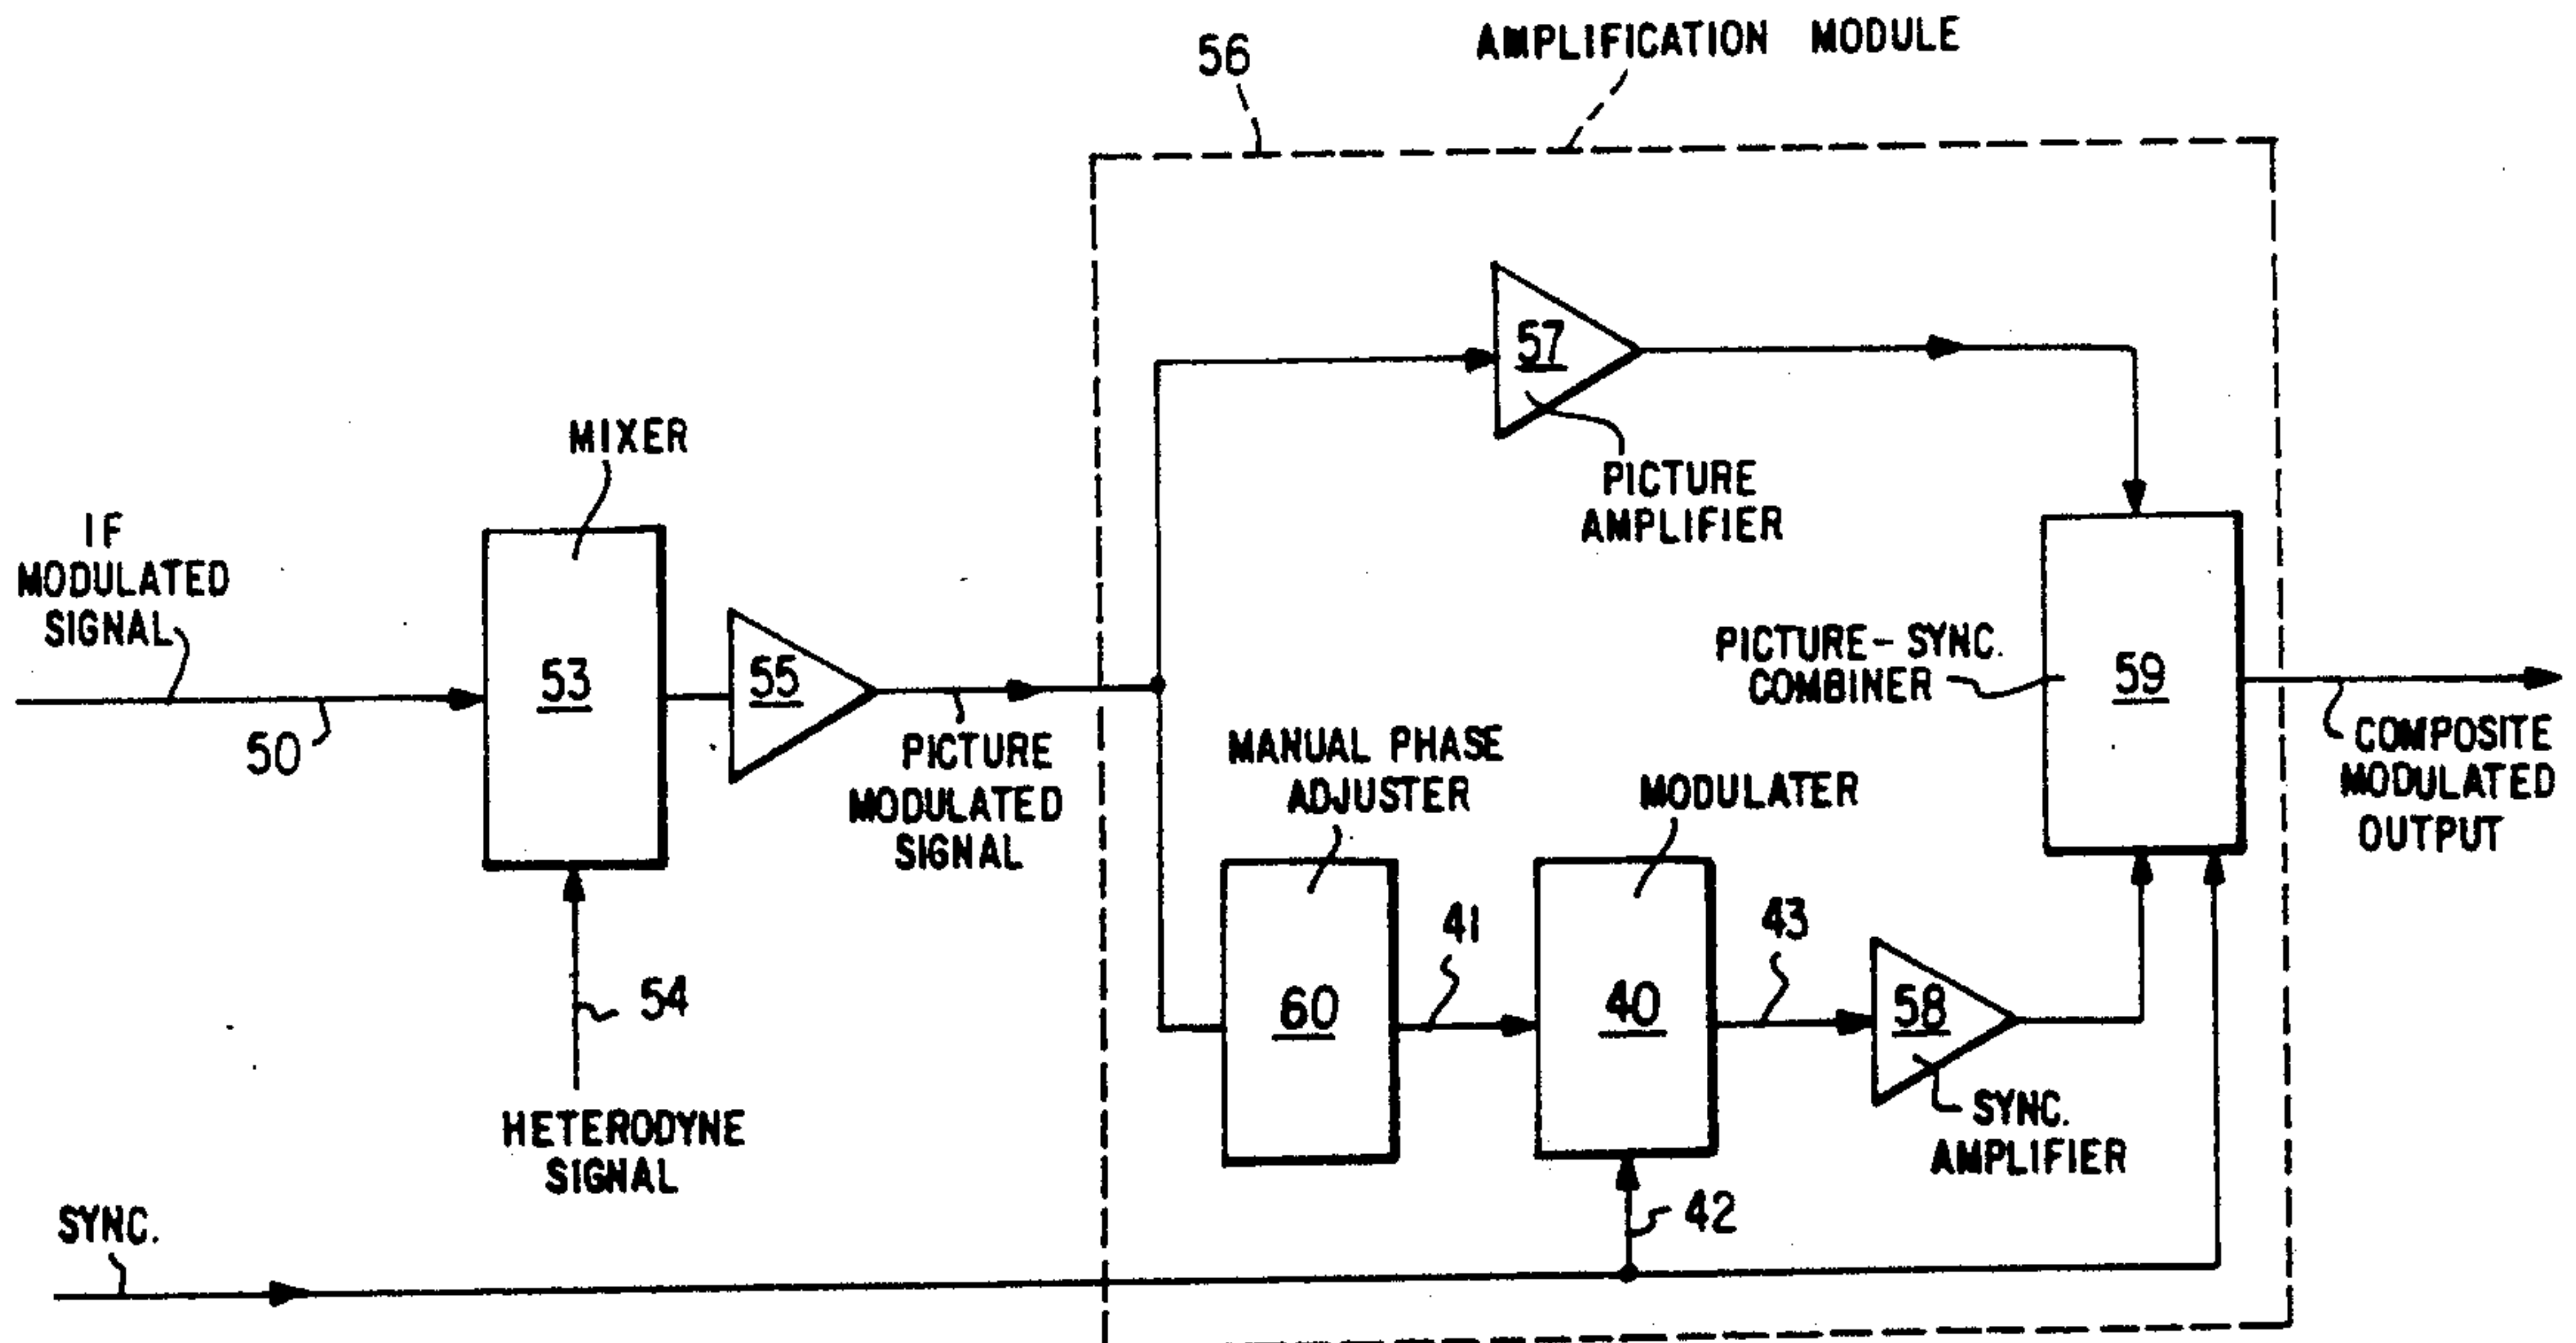 56
AMPLIFICATION MODULE
MIXER
IF
MODULATED
SIGNAL
50
53
55
PICTURE
MODULATED
SIGNAL
54
HETERODYNE
SIGNAL
SYNC.
57
PICTURE
AMPLIFIER
PICTURE-SYNC.
COMBINER
59
COMPOSITE
MODULATED
OUTPUT
MANUAL PHASE
ADJUSTER
60
41
MODULATER
40
43
58
SYNC.
AMPLIFIER
42